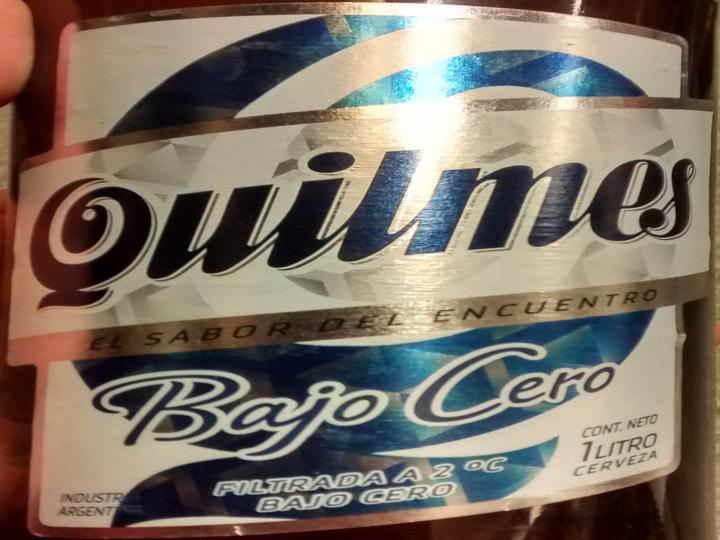 Quilmes
EL SABOR DEL ENCUENTRO
Bajo Cero
FILTRADA A 2 ºC
BAJO CERO
CONT. NETO
1 LITRO
CERVEZA